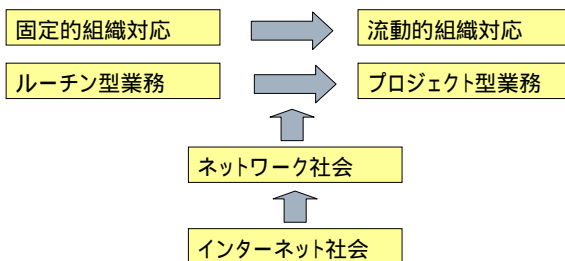 固定的組織対応
流動的組織対応
ルーチン型業務
プロジェクト型業務
ネットワーク社会
インターネット社会